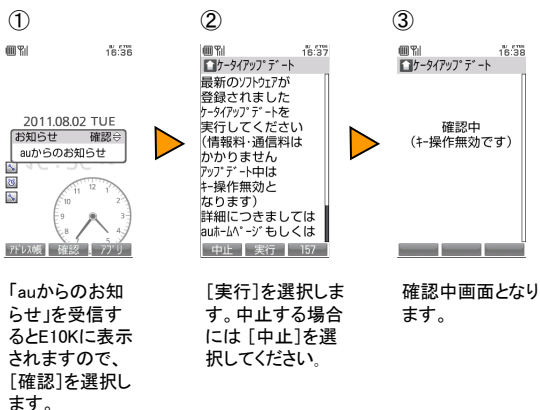 ①
16:36
2011.08.02 TUE
お知らせ 確認
auからのお知らせ
12
1
2
3
4
5
6
7
8
9
10
11
アドレス帳 確認 アプリ
「auからのお知
らせ」を受信す
るとE10Kに表示
されますので、
[確認]を選択し
ます。
②
16:37
ケータイアップデート
最新のソフトウェアが
登録されました
ケータイアップデートを
実行してください
(情報料・通信料は
かかりません
アップデート中は
キー操作無効と
なります)
詳細につきましては
auホームページもしくは
中止 実行 157
[実行]を選択しま
す。中止する場合
には [中止]を選
択してください。
③
16:38
ケータイアップデート
確認中
(キー操作無効です)
確認中画面となり
ます。